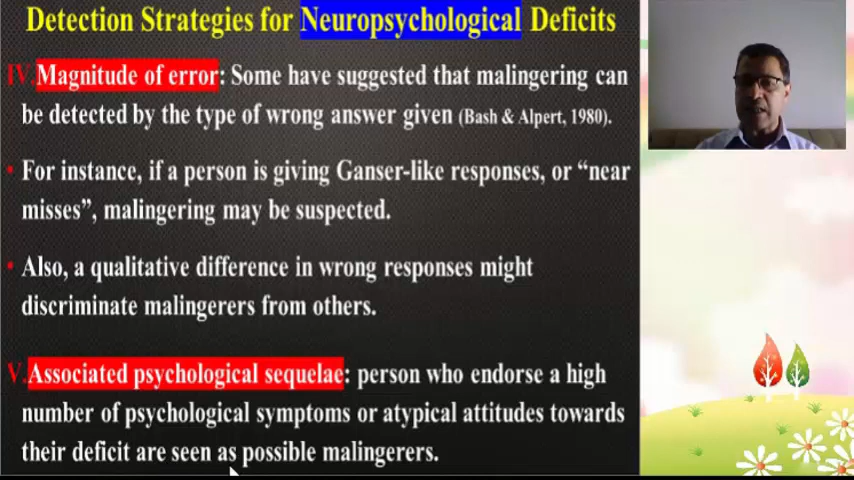 Detection Strategies for Neuropsychological Deficits
IV.Magnitude of error: Some have suggested that malingering can
be detected by the type of wrong answer given (Bash & Alpert, 1980).
• For instance, if a person is giving Ganser-like responses, or “near
misses”, malingering may be suspected.
• Also, a qualitative difference in wrong responses might
discriminate malingerers from others.
V.Associated psychological sequelae: person who endorse a high
number of psychological symptoms or atypical attitudes towards
their deficit are seen as possible malingerers.